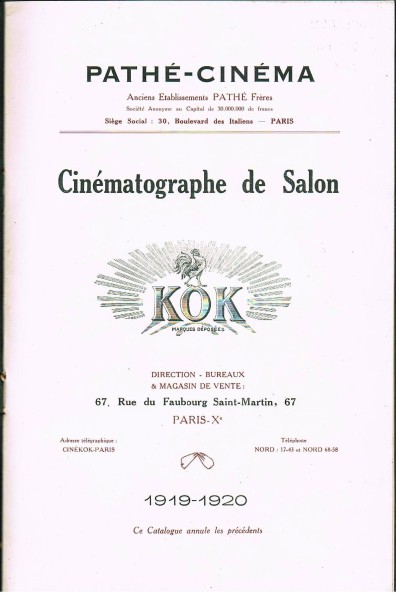 PATHÉ-CINÉMA
Anciens Etablissements PATHÉ Frères
Société Anonyme au Capital de 30.000.000 de francs
Siège Social : 30, Boulevard des Italiens — PARIS
Cinématographe de Salon
KOK
MARQUES DÉPOSÉES
DIRECTION - BUREAUX
& MAGASIN DE VENTE :
67, Rue du Faubourg Saint-Martin, 67
PARIS-Xe
Adresse télégraphique :
CINÉKOK-PARIS
Téléphone
NORD : 17-43 et NORD 68-58
1919-1920
Ce Catalogue annule les précédents